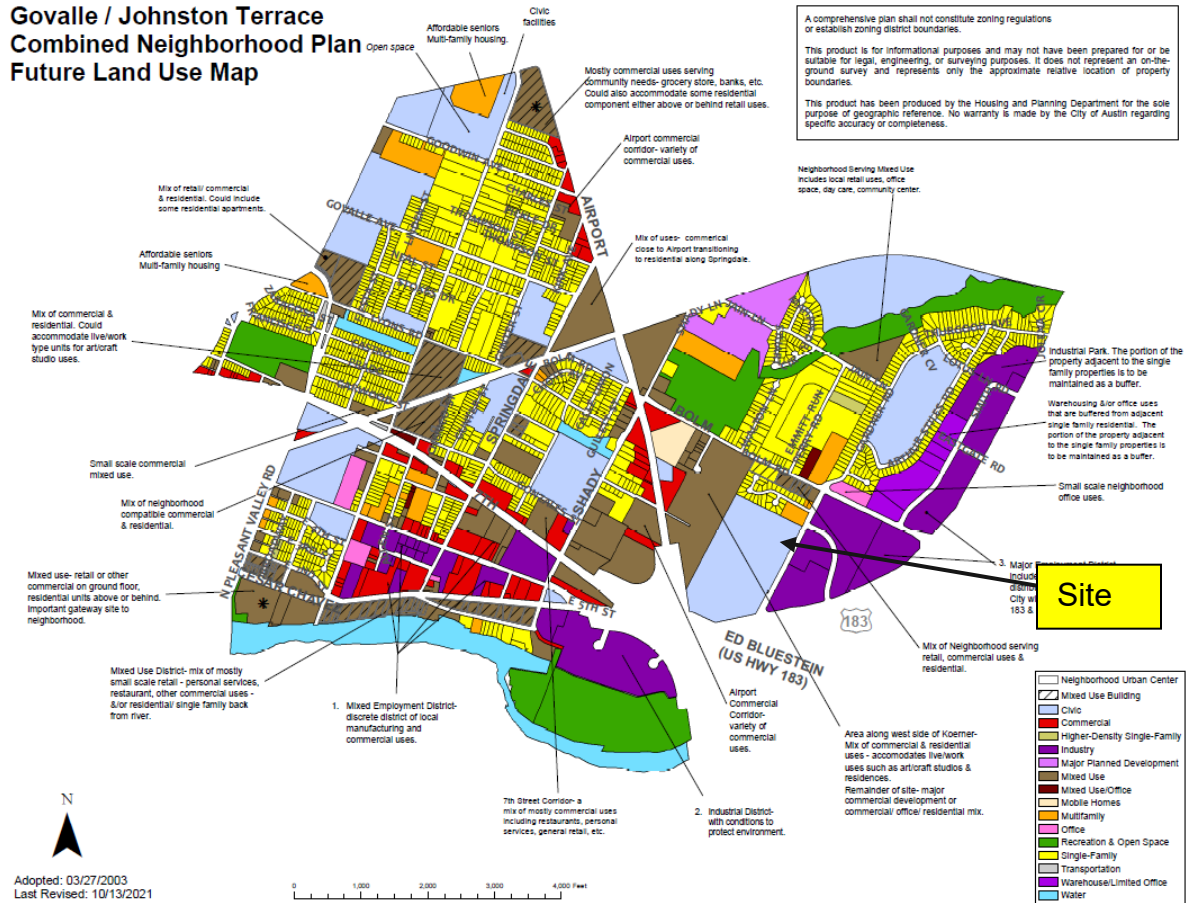 Govalle / Johnston Terrace
Combined Neighborhood Plan
Future Land Use Map
Open space
Affordable seniors
Multi-family housing.
Civic
facilities
Mostly commercial uses serving
community needs- grocery store, banks, etc.
Could also accommodate some residential
component either above or behind retail uses.
Airport commercial
corridor- variety of
commercial uses.
A comprehensive plan shall not constitute zoning regulations
or establish zoning district boundaries.
This product is for informational purposes and may not have been prepared for or be
suitable for legal, engineering, or surveying purposes. It does not represent an on-the-
ground survey and represents only the approximate relative location of property
boundaries.
This product has been produced by the Housing and Planning Department for the sole
purpose of geographic reference. No warranty is made by the City of Austin regarding
specific accuracy or completeness.
Neighborhood Serving Mixed Use
includes local retail uses, office
space, day care, community center.
Mix of retail/ commercial
& residential. Could include
some residential apartments.
Affordable seniors
Multi-family housing
Mix of commercial &
residential. Could
accommodate live/work
type units for art/craft
studio uses.
Mix of uses- commerical
close to Airport transitioning
to residential along Springdale.
GOODWIN AVE
GOVALLE AVE
AIRPORT
SPRINGDALE
BOLM RD
BOLM
SHADY
7TH
E 5TH ST
N PLEASANT VALLEY RD
EMMITT RUN
GARDNER RD
Industrial Park. The portion of the
property adjacent to the single
family properties is to be
maintained as a buffer.
Warehousing &/or office uses
that are buffered from adjacent
single family residential. The
portion of the property adjacent
to the single family properties is
to be maintained as a buffer.
Small scale neighborhood
office uses.
Small scale commercial
mixed use.
Mix of neighborhood
compatible commercial
& residential.
Mixed use- retail or other
commercial on ground floor,
residential units above or behind.
Important gateway site to
neighborhood.
Mixed Use District- mix of mostly
small scale retail - personal services,
restaurant, other commercial uses -
&/or residential/ single family back
from river.
1. Mixed Employment District-
discrete district of local
manufacturing and
commercial uses.
7th Street Corridor- a
mix of mostly commercial uses
including restaurants, personal
services, general retail, etc.
2. Industrial District-
with conditions to
protect environment.
Airport
Commercial
Corridor-
variety of
commercial
uses.
Area along west side of Koerner-
Mix of commercial & residential
uses - accomodates live/work
uses such as art/craft studios &
residences.
Remainder of site- major
commercial development or
commercial/ office/ residential mix.
Mix of Neighborhood serving
retail, commercial uses &
residential.
ED BLUESTEIN
(US HWY 183)
183
3. Major
183 &
Site
Neighborhood Urban Center
Mixed Use Building
Civic
Commercial
Higher-Density Single-Family
Industry
Major Planned Development
Mixed Use
Mixed Use/Office
Mobile Homes
Multifamily
Office
Recreation & Open Space
Single-Family
Transportation
Warehouse/Limited Office
Water
N
Adopted: 03/27/2003
Last Revised: 10/13/2021
0 1,000 2,000 3,000 4,000 Feet